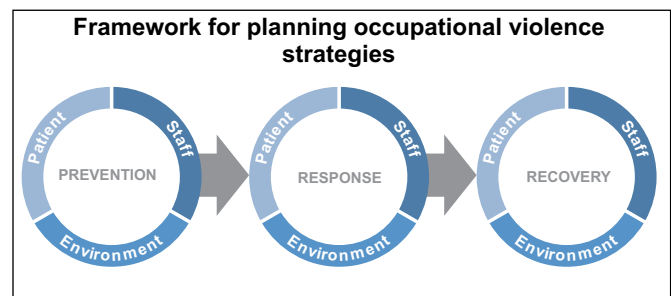 Framework for planning occupational violence
strategies
Patient
Staff
PREVENTION
Environment
Patient
Staff
RESPONSE
Environment
Patient
Staff
RECOVERY
Environment